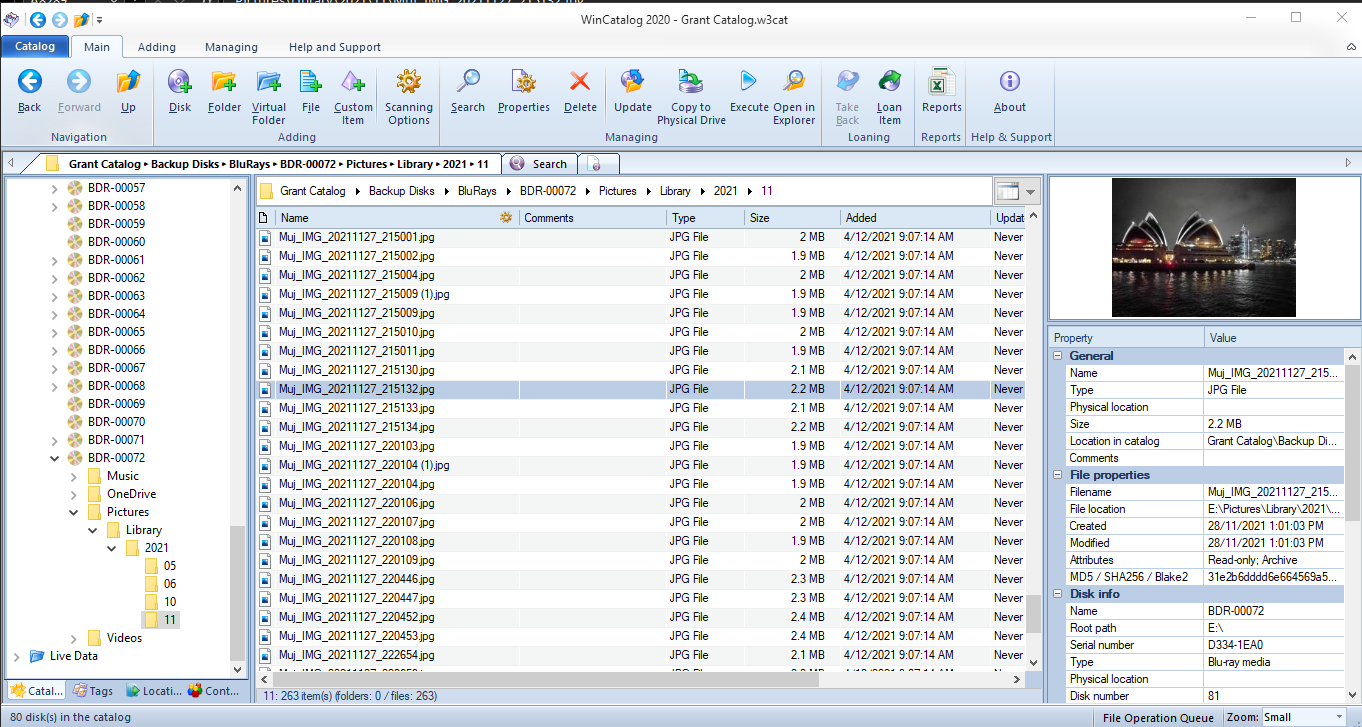 WinCatalog 2020 - Grant Catalog.w3cat
Catalog Main Adding Managing Help and Support
Back Forward Up Disk Folder Virtual Folder File Custom Item Scanning Options Search Properties Delete Update Copy to Physical Drive Execute Open in Explorer Take Back Loan Item Reports About
Navigation Adding Managing Loaning Reports Help & Support
Grant Catalog Backup Disks BluRays BDR-00072 Pictures Library 2021 11 Search
BDR-00057
BDR-00058
BDR-00059
BDR-00060
BDR-00061
BDR-00062
BDR-00063
BDR-00064
BDR-00065
BDR-00066
BDR-00067
BDR-00068
BDR-00069
BDR-00070
BDR-00071
BDR-00072
Music
OneDrive
Pictures
Library
2021
05
06
10
11
Videos
Live Data
Catal... Tags Locati... Cont...
Grant Catalog Backup Disks BluRays BDR-00072 Pictures Library 2021 11
Name Comments Type Size Added Updat
Muj_IMG_20211127_215001.jpg JPG File 2 MB 4/12/2021 9:07:14 AM Never
Muj_IMG_20211127_215002.jpg JPG File 1.9 MB 4/12/2021 9:07:14 AM Never
Muj_IMG_20211127_215004.jpg JPG File 2 MB 4/12/2021 9:07:14 AM Never
Muj_IMG_20211127_215009 (1).jpg JPG File 1.9 MB 4/12/2021 9:07:14 AM Never
Muj_IMG_20211127_215009.jpg JPG File 1.9 MB 4/12/2021 9:07:14 AM Never
Muj_IMG_20211127_215010.jpg JPG File 2 MB 4/12/2021 9:07:14 AM Never
Muj_IMG_20211127_215011.jpg JPG File 1.9 MB 4/12/2021 9:07:14 AM Never
Muj_IMG_20211127_215130.jpg JPG File 2.1 MB 4/12/2021 9:07:14 AM Never
Muj_IMG_20211127_215132.jpg JPG File 2.2 MB 4/12/2021 9:07:14 AM Never
Muj_IMG_20211127_215133.jpg JPG File 2.1 MB 4/12/2021 9:07:14 AM Never
Muj_IMG_20211127_215134.jpg JPG File 2.2 MB 4/12/2021 9:07:14 AM Never
Muj_IMG_20211127_220103.jpg JPG File 1.9 MB 4/12/2021 9:07:14 AM Never
Muj_IMG_20211127_220104 (1).jpg JPG File 1.9 MB 4/12/2021 9:07:14 AM Never
Muj_IMG_20211127_220104.jpg JPG File 1.9 MB 4/12/2021 9:07:14 AM Never
Muj_IMG_20211127_220106.jpg JPG File 2 MB 4/12/2021 9:07:14 AM Never
Muj_IMG_20211127_220107.jpg JPG File 2 MB 4/12/2021 9:07:14 AM Never
Muj_IMG_20211127_220108.jpg JPG File 1.9 MB 4/12/2021 9:07:14 AM Never
Muj_IMG_20211127_220109.jpg JPG File 2 MB 4/12/2021 9:07:14 AM Never
Muj_IMG_20211127_220446.jpg JPG File 2.3 MB 4/12/2021 9:07:14 AM Never
Muj_IMG_20211127_220447.jpg JPG File 2.3 MB 4/12/2021 9:07:14 AM Never
Muj_IMG_20211127_220452.jpg JPG File 2.4 MB 4/12/2021 9:07:14 AM Never
Muj_IMG_20211127_220453.jpg JPG File 2.4 MB 4/12/2021 9:07:14 AM Never
Muj_IMG_20211127_222654.jpg JPG File 2.1 MB 4/12/2021 9:07:14 AM Never
11: 263 item(s) (folders: 0 / files: 263)
Property Value
General
Name Muj_IMG_20211127_215...
Type JPG File
Physical location
Size 2.2 MB
Location in catalog Grant Catalog\Backup Di...
Comments
File properties
Filename Muj_IMG_20211127_215...
File location E:\Pictures\Library\2021\...
Created 28/11/2021 1:01:03 PM
Modified 28/11/2021 1:01:03 PM
Attributes Read-only; Archive
MD5 / SHA256 / Blake2 31e2b6dddd6e664569a5...
Disk info
Name BDR-00072
Root path E:\
Serial number D334-1EA0
Type Blu-ray media
Physical location
Disk number 81
80 disk(s) in the catalog File Operation Queue Zoom: Small